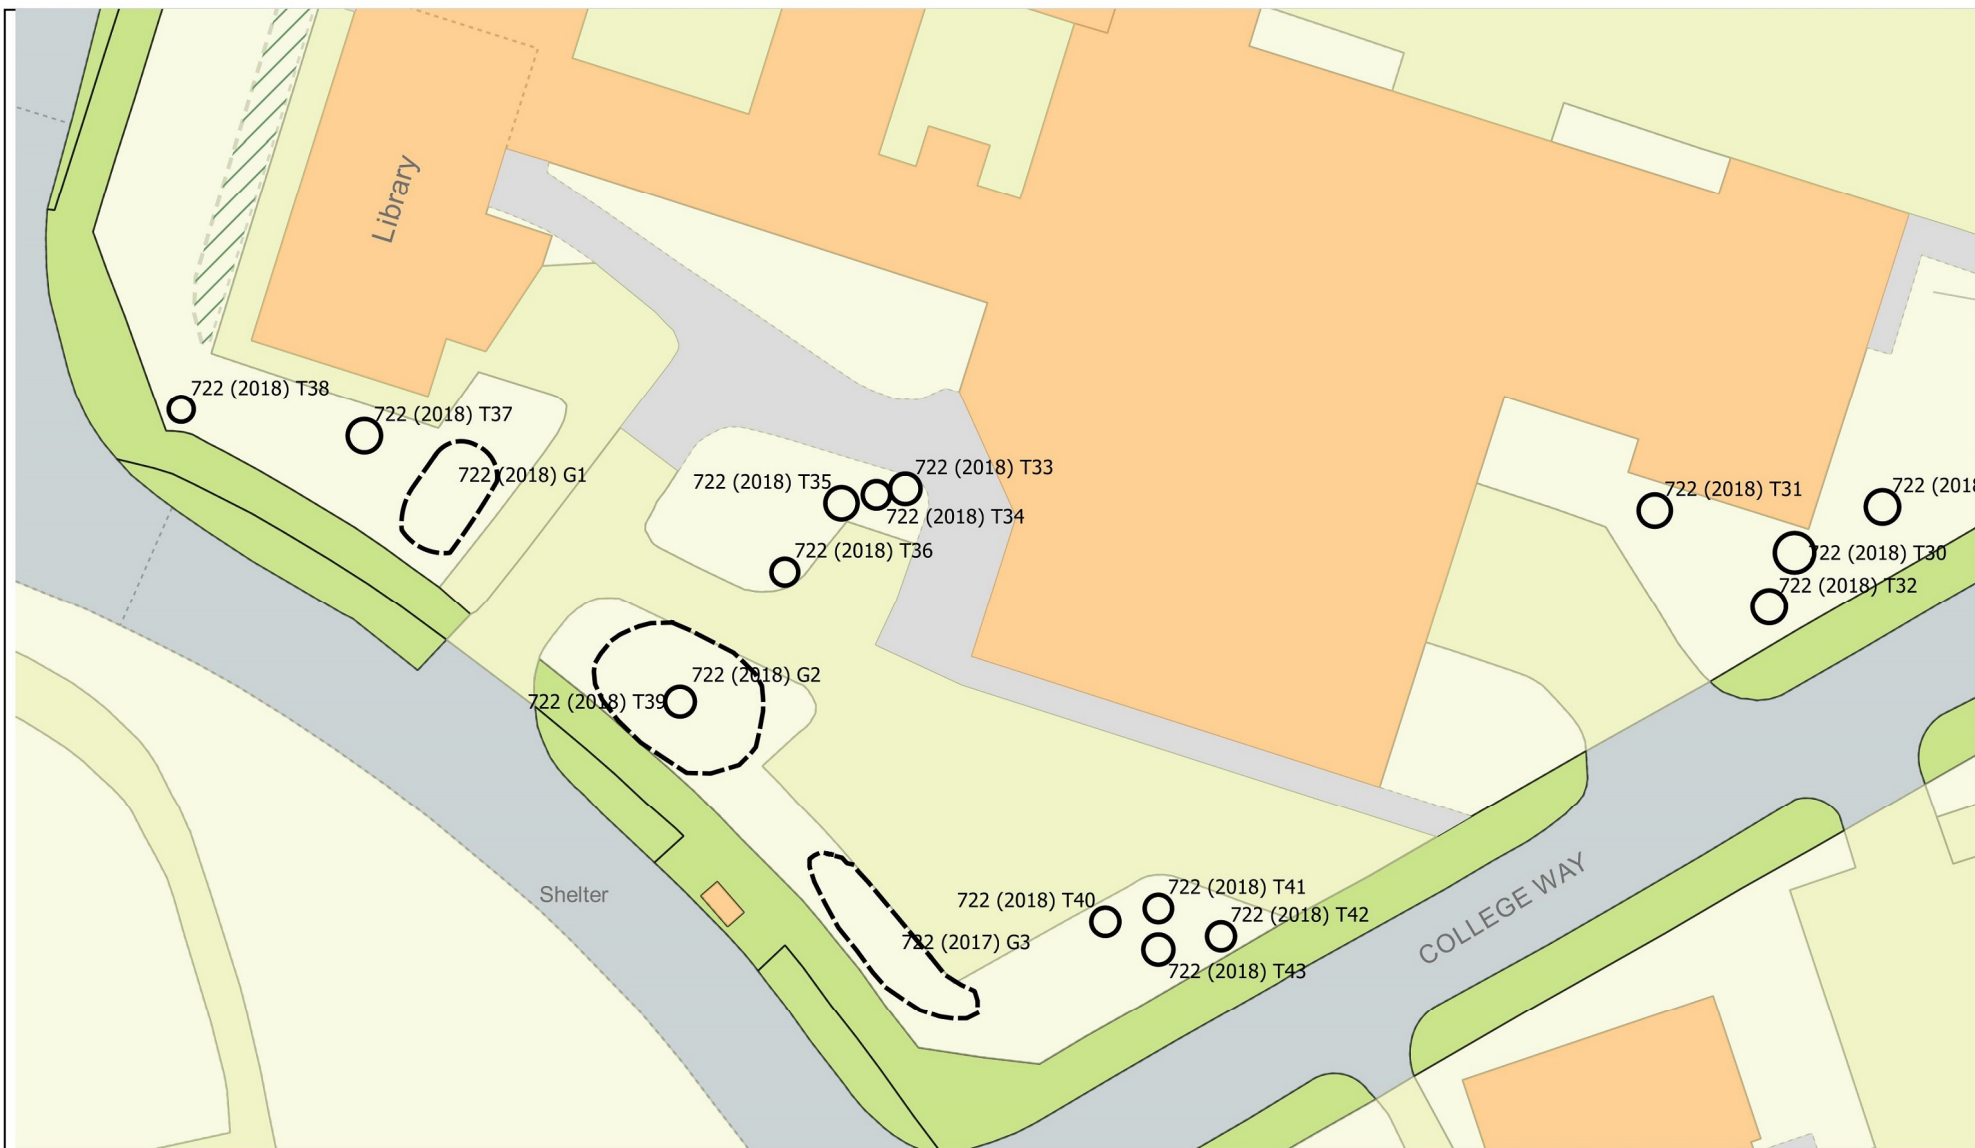 Library
722 (2018) T38
722 (2018) T37
722 (2018) G1
722 (2018) T33
722 (2018) T35
722 (2018) T34
722 (2018) T36
722 (2018) T31
722 (2018
722 (2018) T30
722 (2018) T32
722 (2018) G2
722 (2018) T39
Shelter
722 (2018) T40
722 (2018) T41
722 (2018) T42
722 (2017) G3
722 (2018) T43
COLLEGE WAY